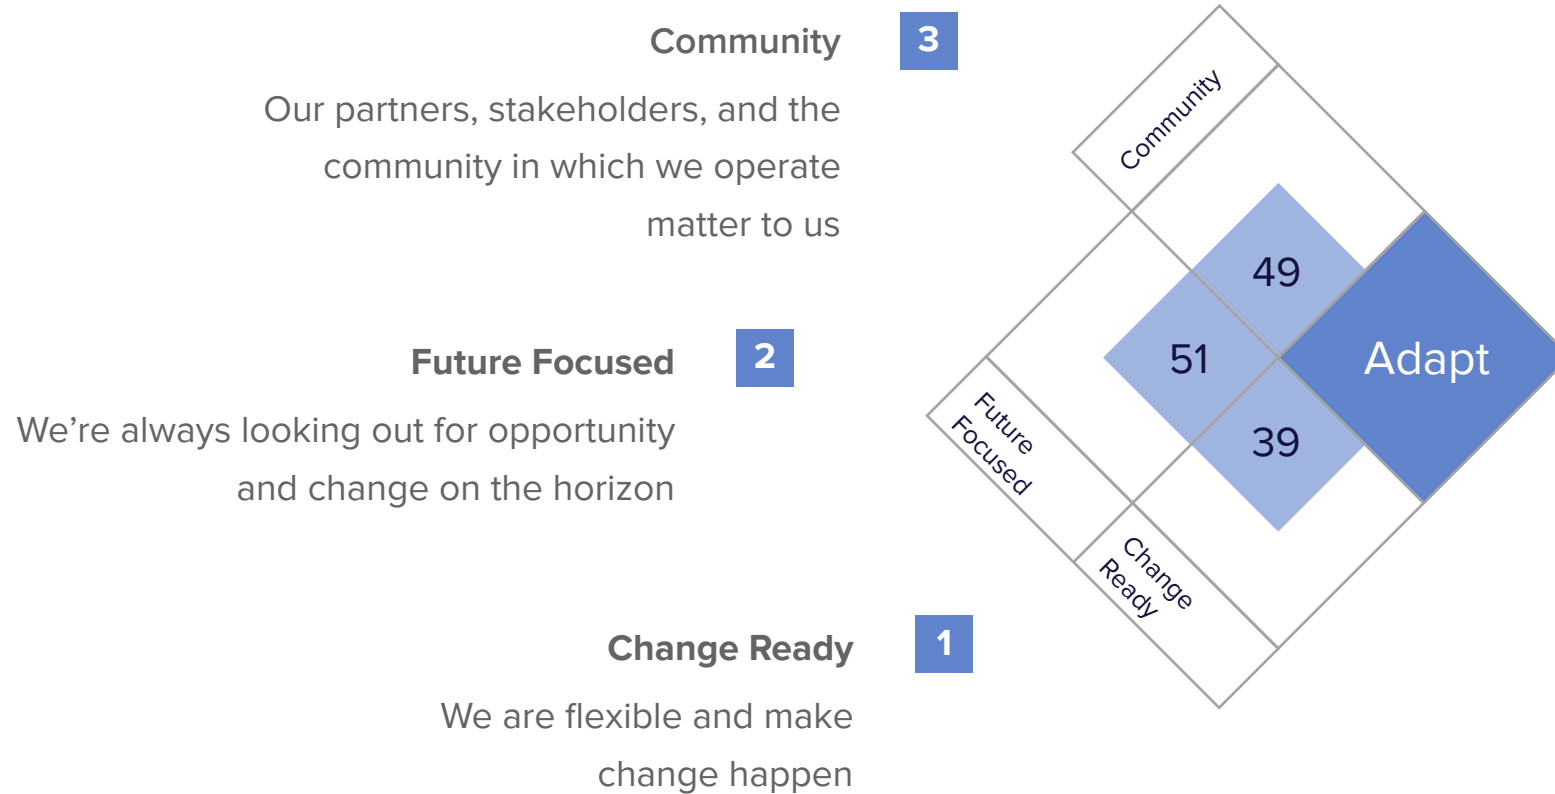 Community
3
Our partners, stakeholders, and the
community in which we operate
matter to us
Future Focused
2
We’re always looking out for opportunity
and change on the horizon
Change Ready
1
We are flexible and make
change happen
Community
49
51
Adapt
39
Future
Focused
Change
Ready